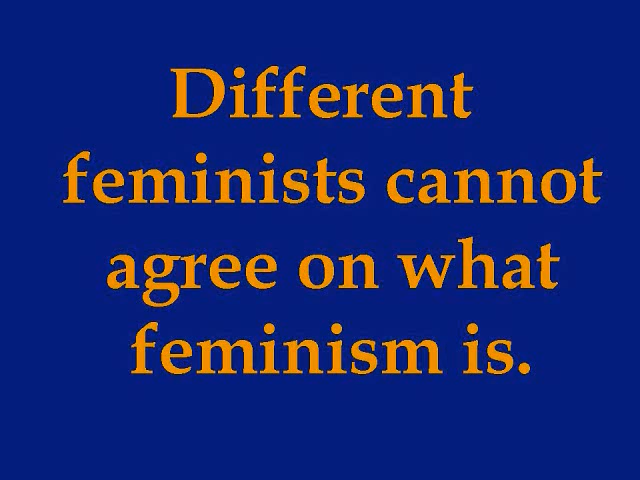 Different
feminists cannot
agree on what
feminism is.